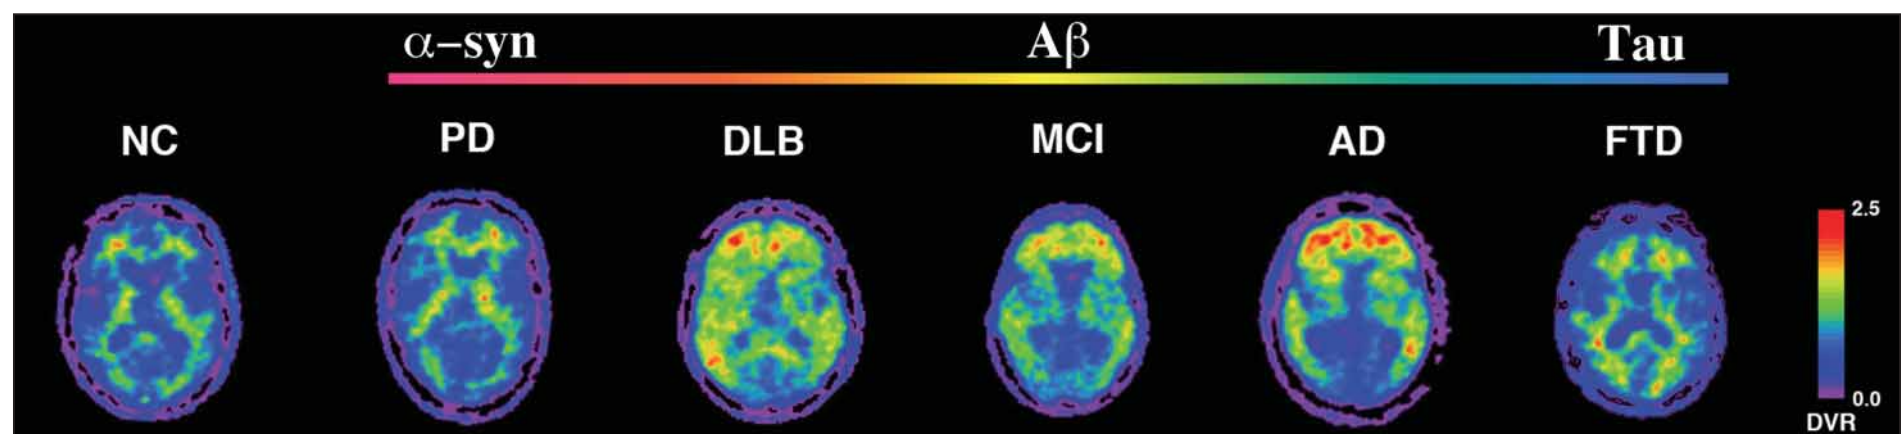 α–syn Aβ Tau
NC PD DLB MCI AD FTD
2.5
0.0
DVR